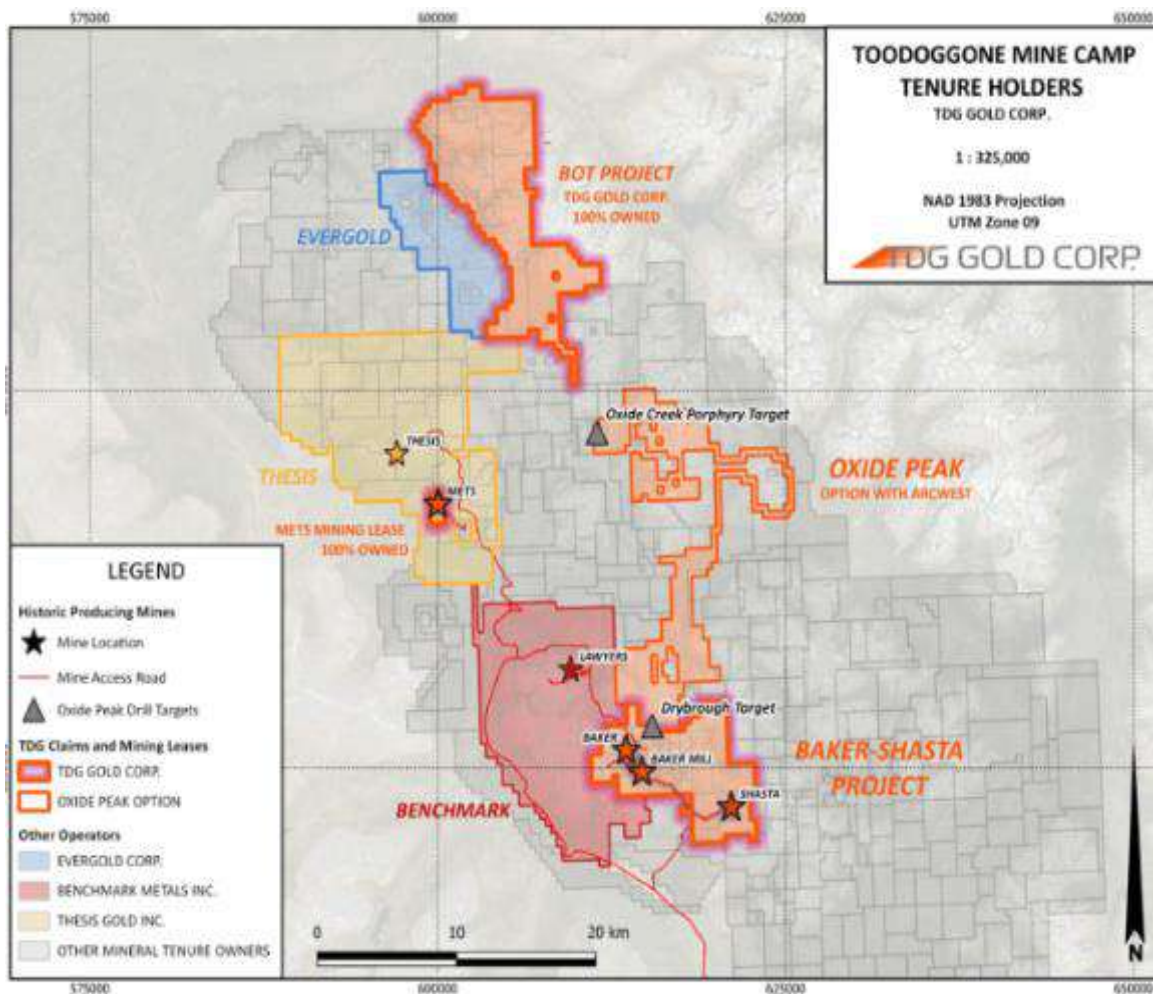 575000 600000 625000 650000
TOODOGGONE MINE CAMP
TENURE HOLDERS
TDG GOLD CORP.
1 : 325,000
NAD 1983 Projection
UTM Zone 09
TDG GOLD CORP.
BOT PROJECT
TDG GOLD CORP.
100% OWNED
EVERGOLD
Oxide Creek Porphyry Target
THESIS
OXIDE PEAK
OPTION WITH ARCWEST
THESIS
METS
METS MINING LEASE
100% OWNED
LAWYERS
Drybrough Target
BAKER
BAKER MILL
BAKER-SHASTA
PROJECT
SHASTA
BENCHMARK
LEGEND
Historic Producing Mines
Mine Location
Mine Access Road
Oxide Peak Drill Targets
TDG Claims and Mining Leases
TDG GOLD CORP.
OXIDE PEAK OPTION
Other Operators
EVERGOLD CORP.
BENCHMARK METALS INC.
THESIS GOLD INC.
OTHER MINERAL TENURE OWNERS
0 10 20 km
N
575000 600000 625000 650000